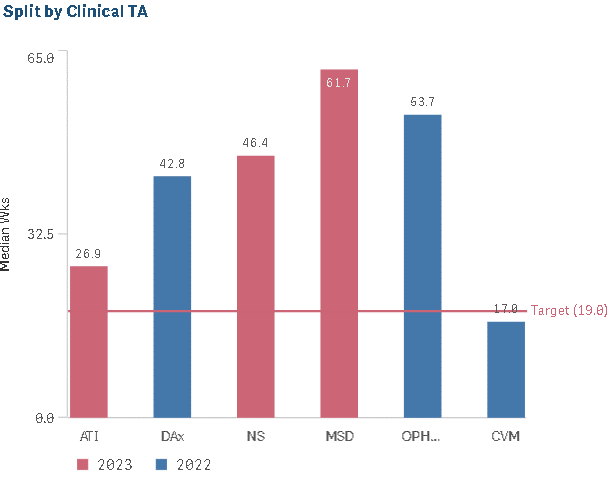 Split by Clinical TA
65.0
32.5
0.0
Median Wks
26.9
42.8
46.4
61.7
53.7
17.0
Target (19.0)
ATI
DAx
NS
MSD
GPH...
CVM
2023
2022